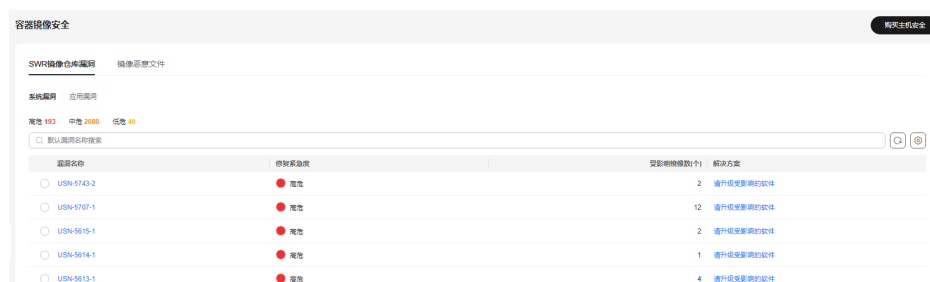 容器镜像安全
购买主机安全
SWR镜像仓库漏洞 镜像恶意文件
系统漏洞 应用漏洞
高危 193 中危 2080 低危 40
默认漏洞名称搜索
漏洞名称 修复紧急度 受影响镜像数(个) 解决方案
USN-5743-2 高危 2 请升级受影响的软件
USN-5707-1 高危 12 请升级受影响的软件
USN-5615-1 高危 2 请升级受影响的软件
USN-5614-1 高危 1 请升级受影响的软件
USN-5613-1 高危 4 请升级受影响的软件